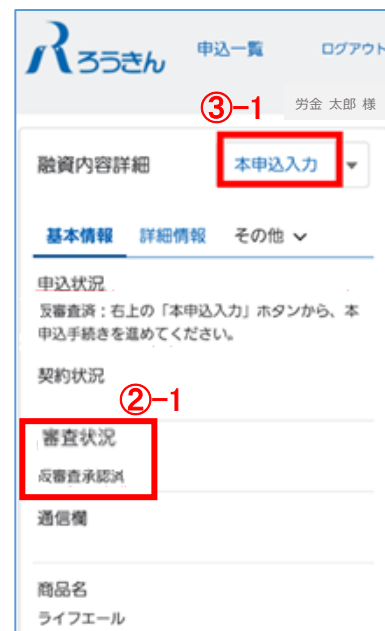 ろうきん 申込一覧 ログアウト
③-1 労金 太郎 様
融資内容詳細 本申込入力
基本情報 詳細情報 その他
申込状況
仮審査済：右上の「本申込入力」ボタンから、本
申込手続きを進めてください。
契約状況
②-1
審査状況
仮審査承認済
通信欄
商品名
ライフエール